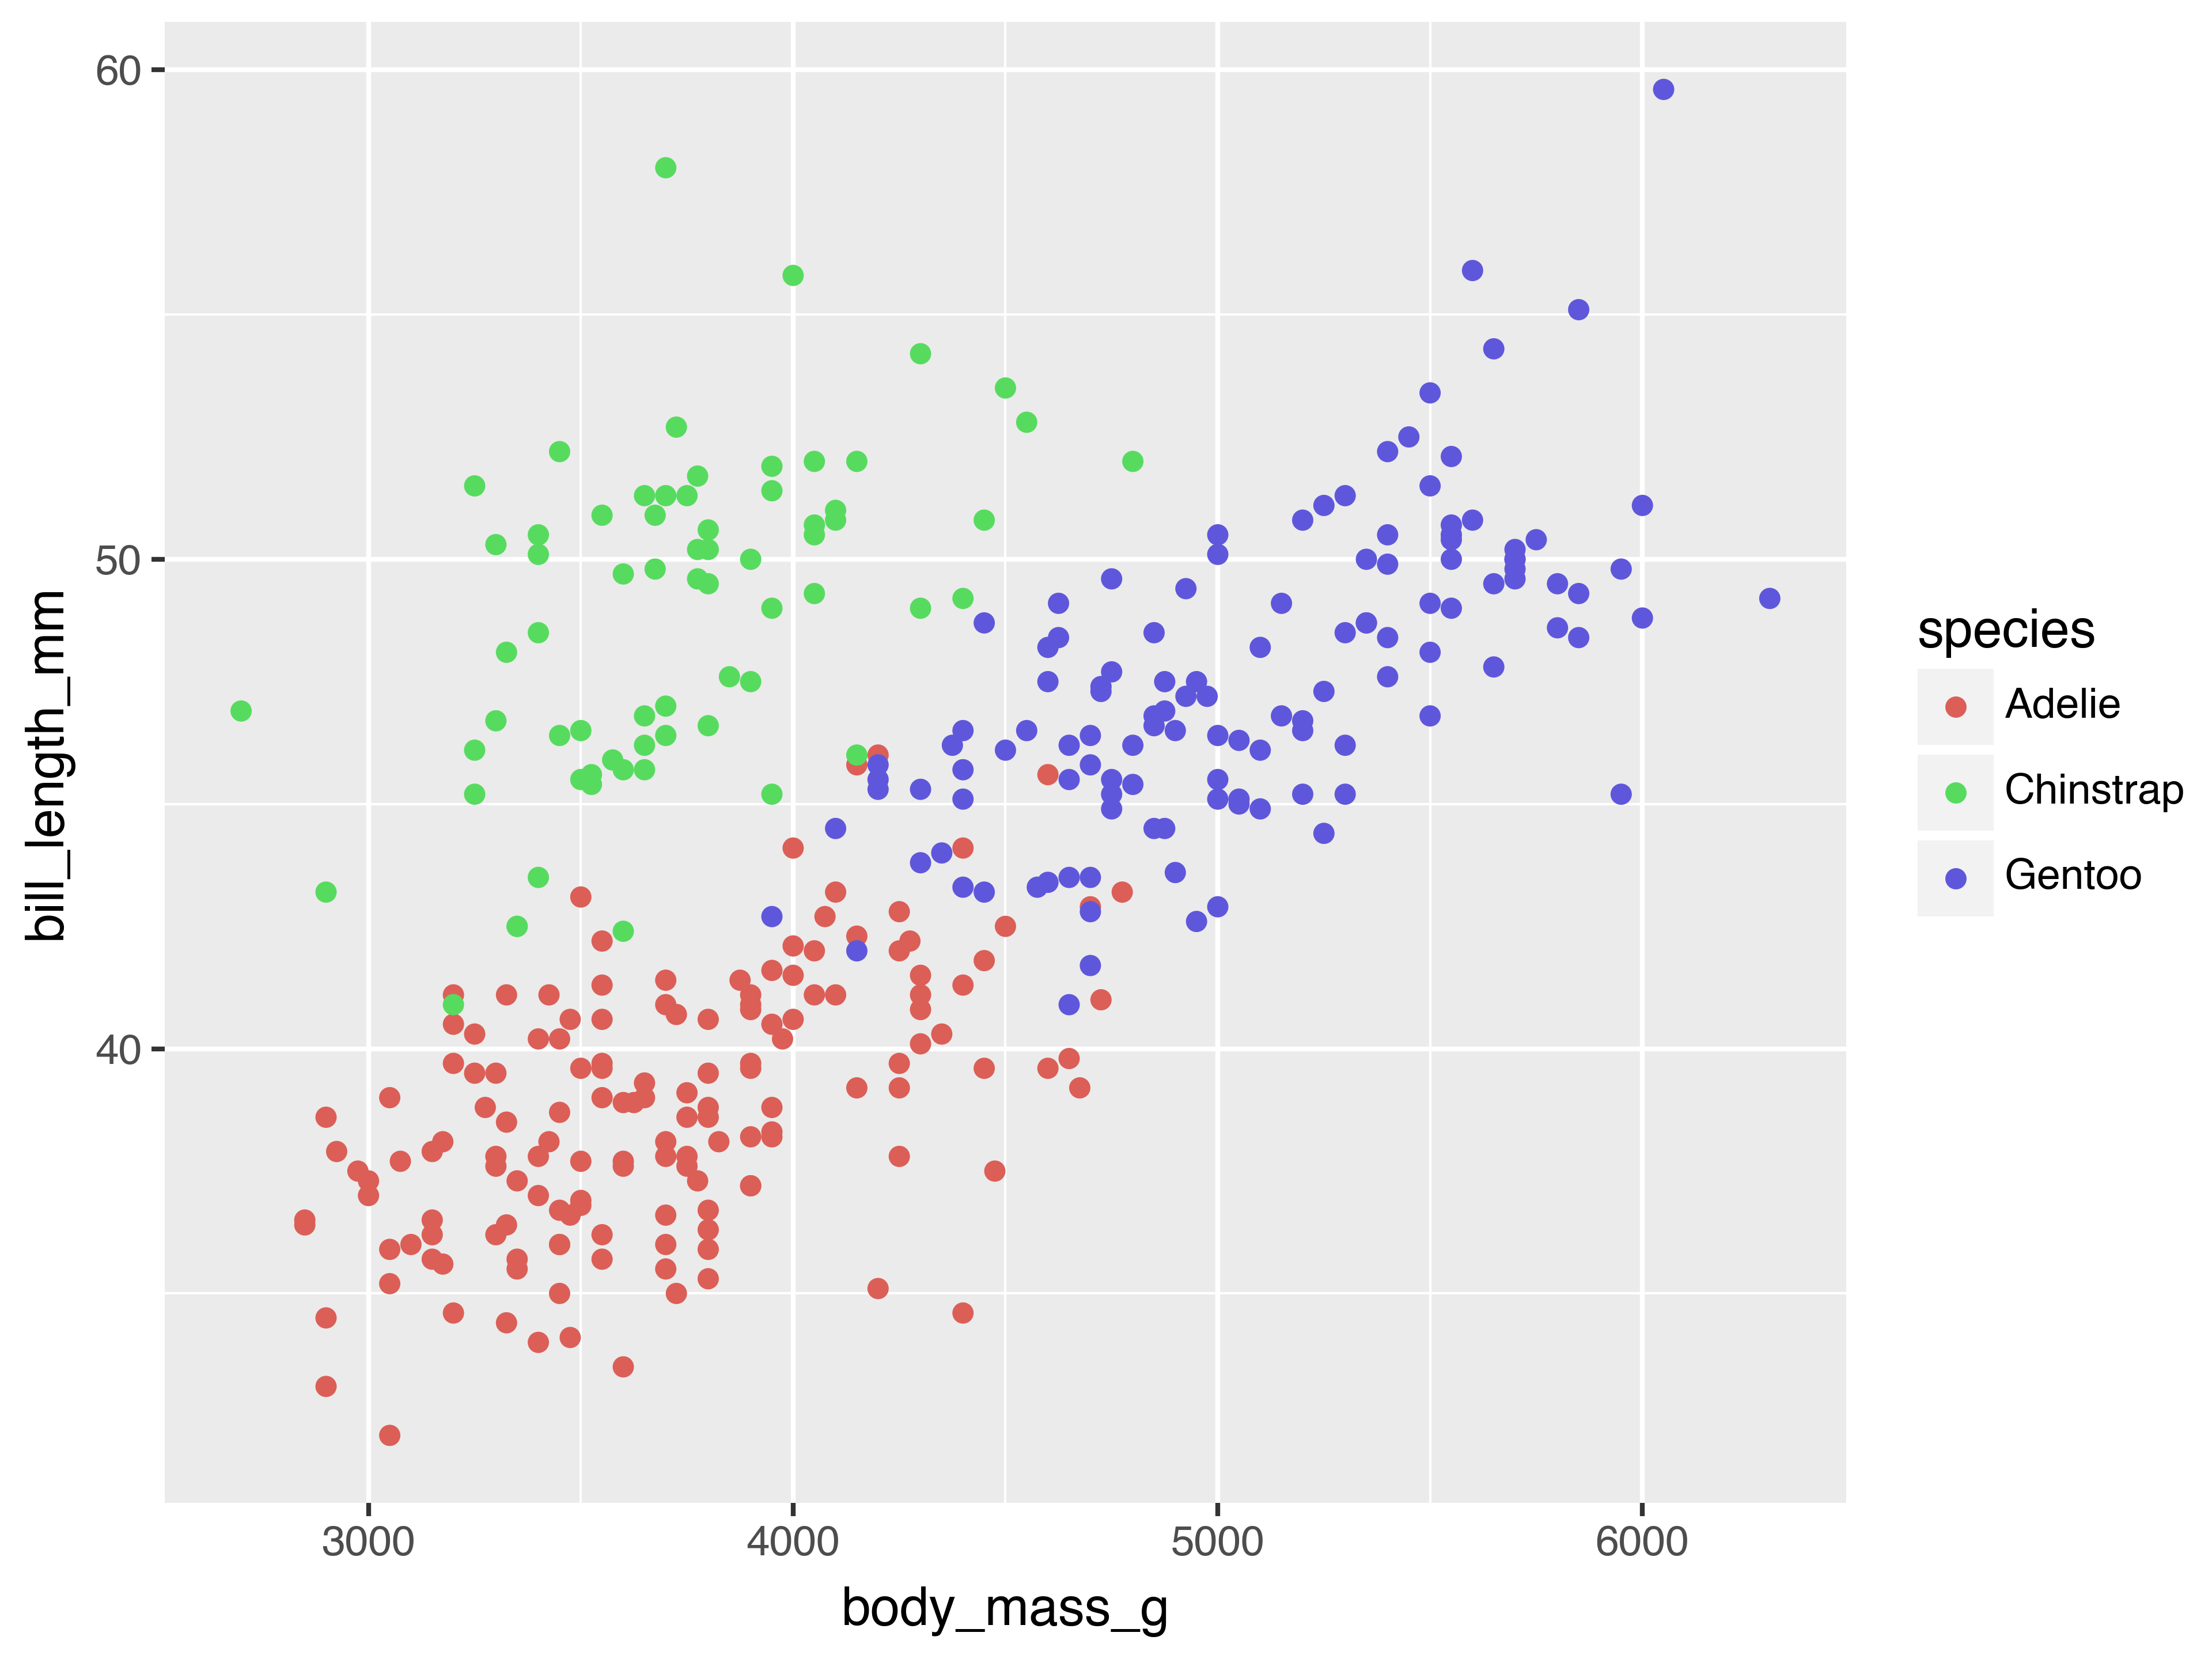 60
50
40
bill_length_mm
3000
4000
5000
6000
body_mass_g
species
Adelie
Chinstrap
Gentoo